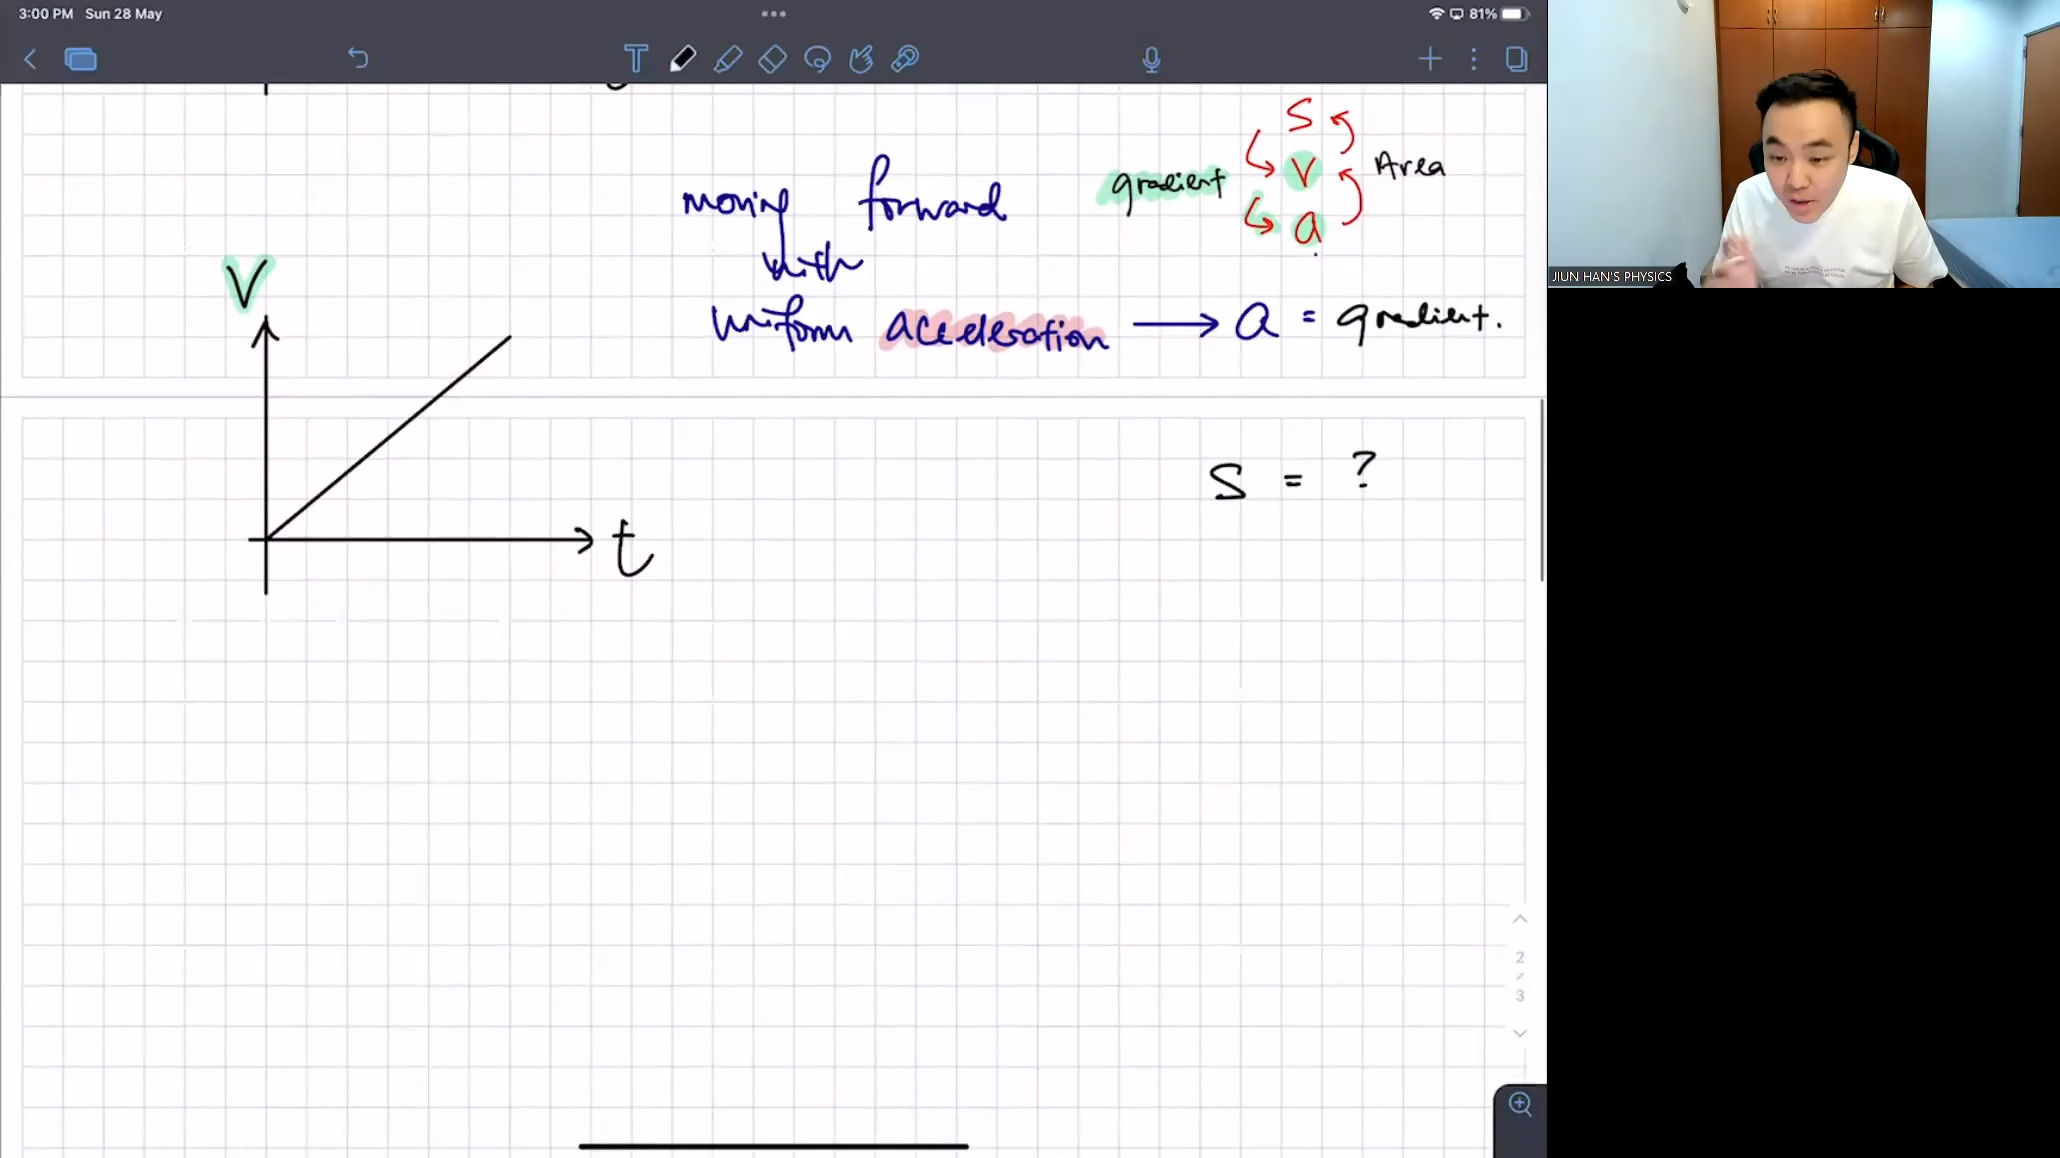 3:00 PM Sun 28 May
81%
S
V
a
gradient
Area
moving forward
with
uniform aceleration → a = gradient.
V
t
S = ?
JIUN HAN'S PHYSICS
2
3